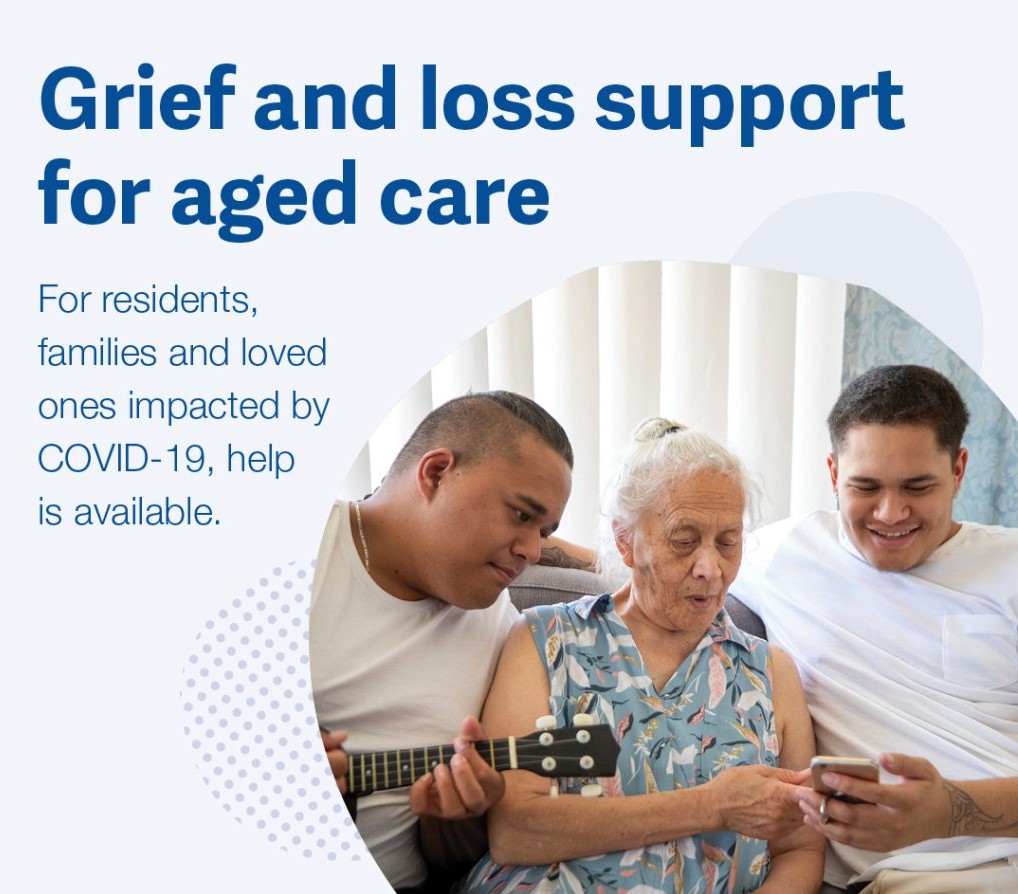 Grief and loss support
for aged care
For residents,
families and loved
ones impacted by
COVID-19, help
is available.